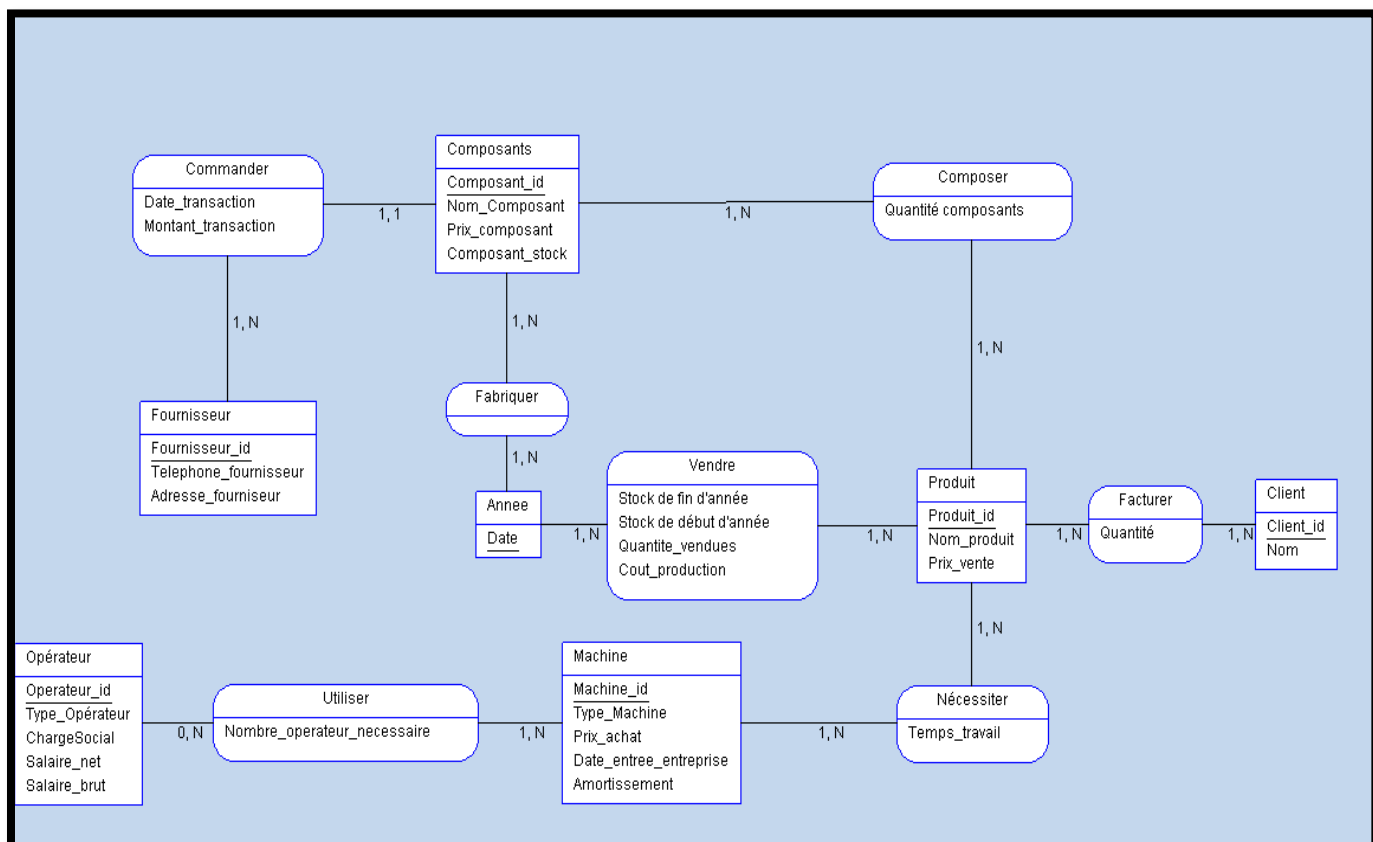 Commander
Date_transaction
Montant_transaction
1, 1
Composants
Composant_id
Nom_Composant
Prix_composant
Composant_stock
1, N
Composer
Quantité composants
1, N
1, N
1, N
Fournisseur
Fournisseur_id
Telephone_fournisseur
Adresse_fourniseur
Fabriquer
1, N
Annee
Date
1, N
Vendre
Stock de fin d'année
Stock de début d'année
Quantite_vendues
Cout_production
1, N
Produit
Produit_id
Nom_produit
Prix_vente
1, N
Facturer
Quantité
1, N
Client
Client_id
Nom
1, N
Opérateur
Operateur_id
Type_Opérateur
ChargeSocial
Salaire_net
Salaire_brut
0, N
Utiliser
Nombre_operateur_necessaire
1, N
Machine
Machine_id
Type_Machine
Prix_achat
Date_entree_entreprise
Amortissement
1, N
Nécessiter
Temps_travail